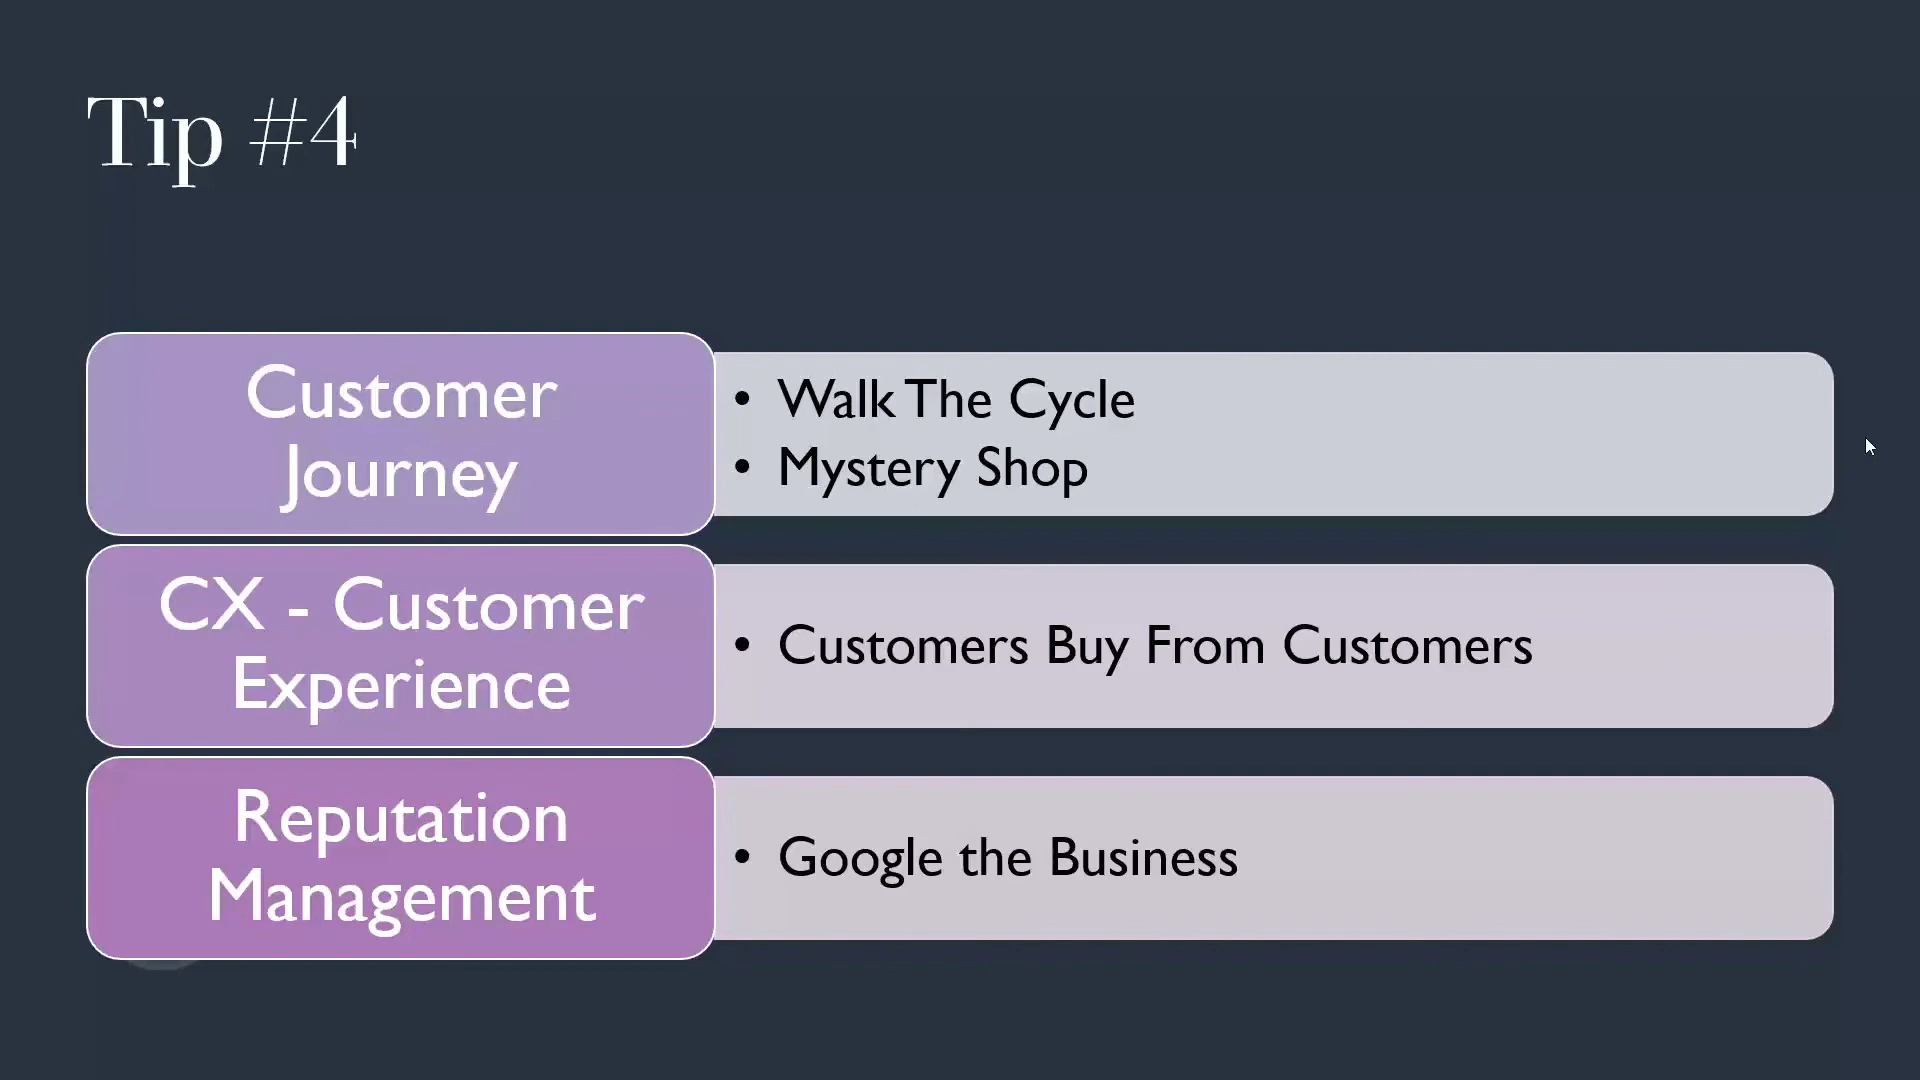 Tip #4
Customer
Journey
• Walk The Cycle
• Mystery Shop
CX - Customer
Experience
• Customers Buy From Customers
Reputation
Management
• Google the Business